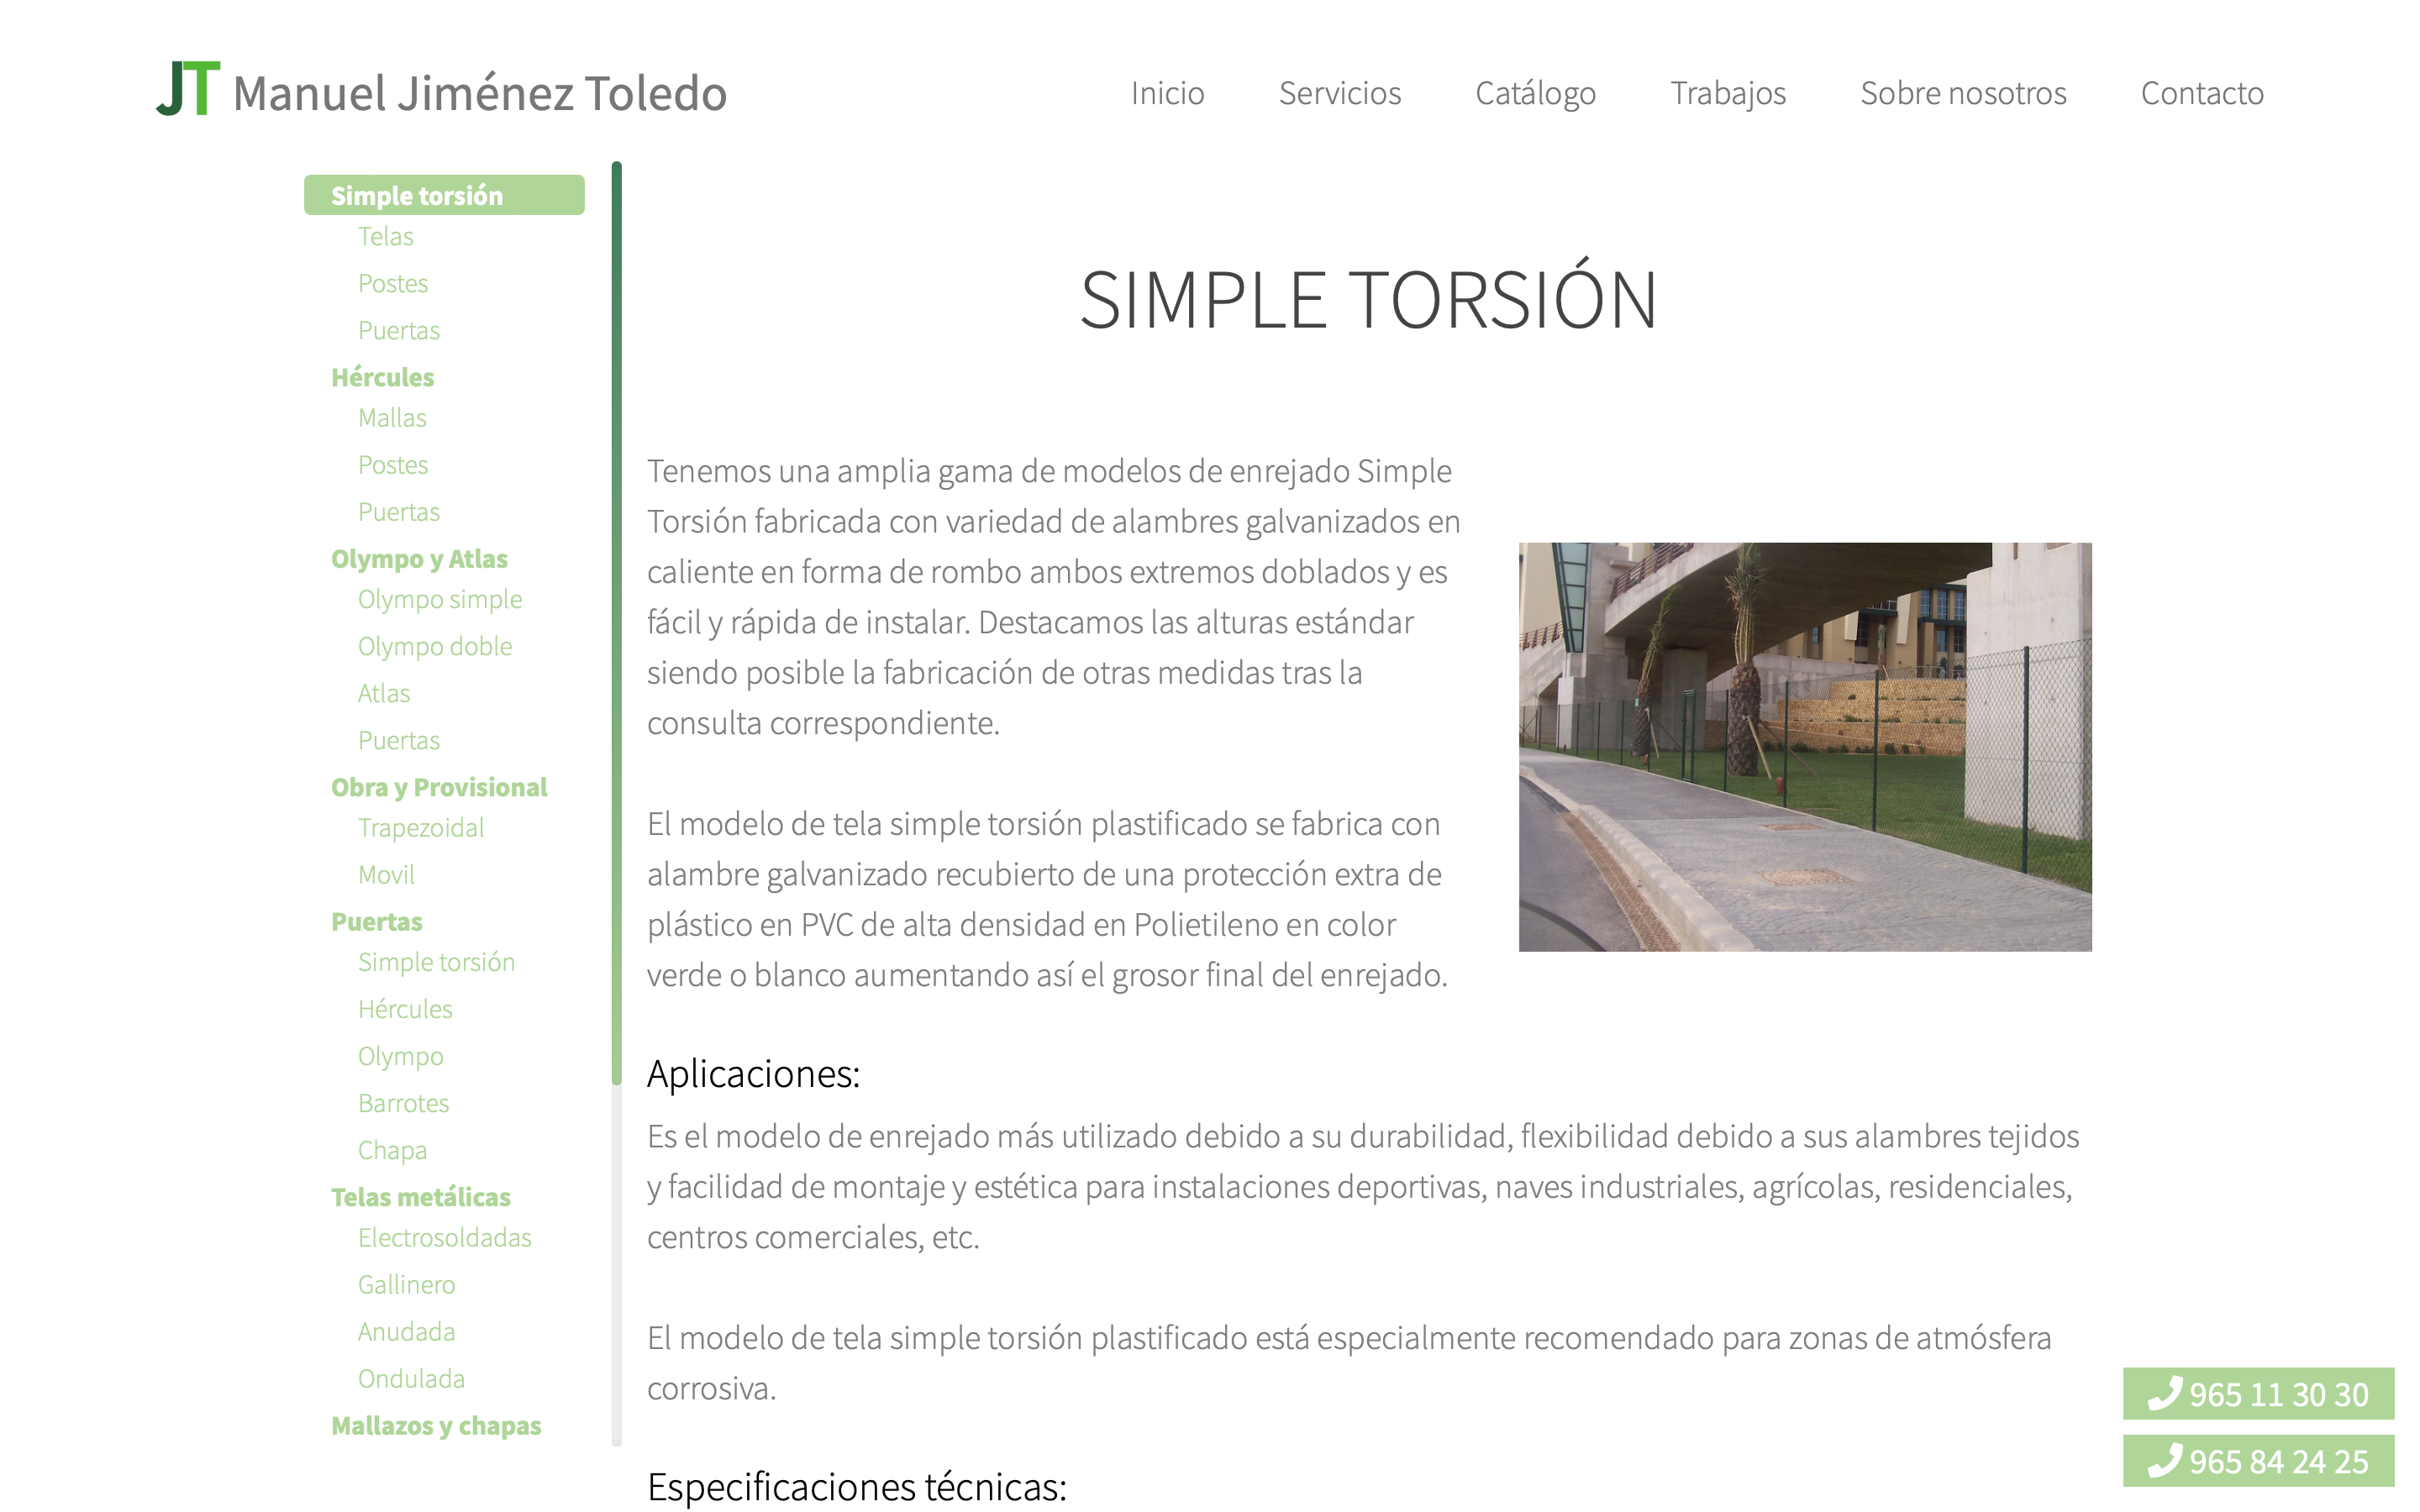 JT Manuel Jiménez Toledo
Inicio
Servicios
Catálogo
Trabajos
Sobre nosotros
Contacto
Simple torsión
Telas
Postes
Puertas
Hércules
Mallas
Postes
Puertas
Olympo y Atlas
Olympo simple
Olympo doble
Atlas
Puertas
Obra y Provisional
Trapezoidal
Movil
Puertas
Simple torsión
Hércules
Olympo
Barrotes
Chapa
Telas metálicas
Electrosoldadas
Gallinero
Anudada
Ondulada
Mallazos y chapas
SIMPLE TORSIÓN
Tenemos una amplia gama de modelos de enrejado Simple
Torsión fabricada con variedad de alambres galvanizados en
caliente en forma de rombo ambos extremos doblados y es
fácil y rápida de instalar. Destacamos las alturas estándar
siendo posible la fabricación de otras medidas tras la
consulta correspondiente.
El modelo de tela simple torsión plastificado se fabrica con
alambre galvanizado recubierto de una protección extra de
plástico en PVC de alta densidad en Polietileno en color
verde o blanco aumentando así el grosor final del enrejado.
Aplicaciones:
Es el modelo de enrejado más utilizado debido a su durabilidad, flexibilidad debido a sus alambres tejidos
y facilidad de montaje y estética para instalaciones deportivas, naves industriales, agrícolas, residenciales,
centros comerciales, etc.
El modelo de tela simple torsión plastificado está especialmente recomendado para zonas de atmósfera
corrosiva.
Especificaciones técnicas:
965 11 30 30
965 84 24 25